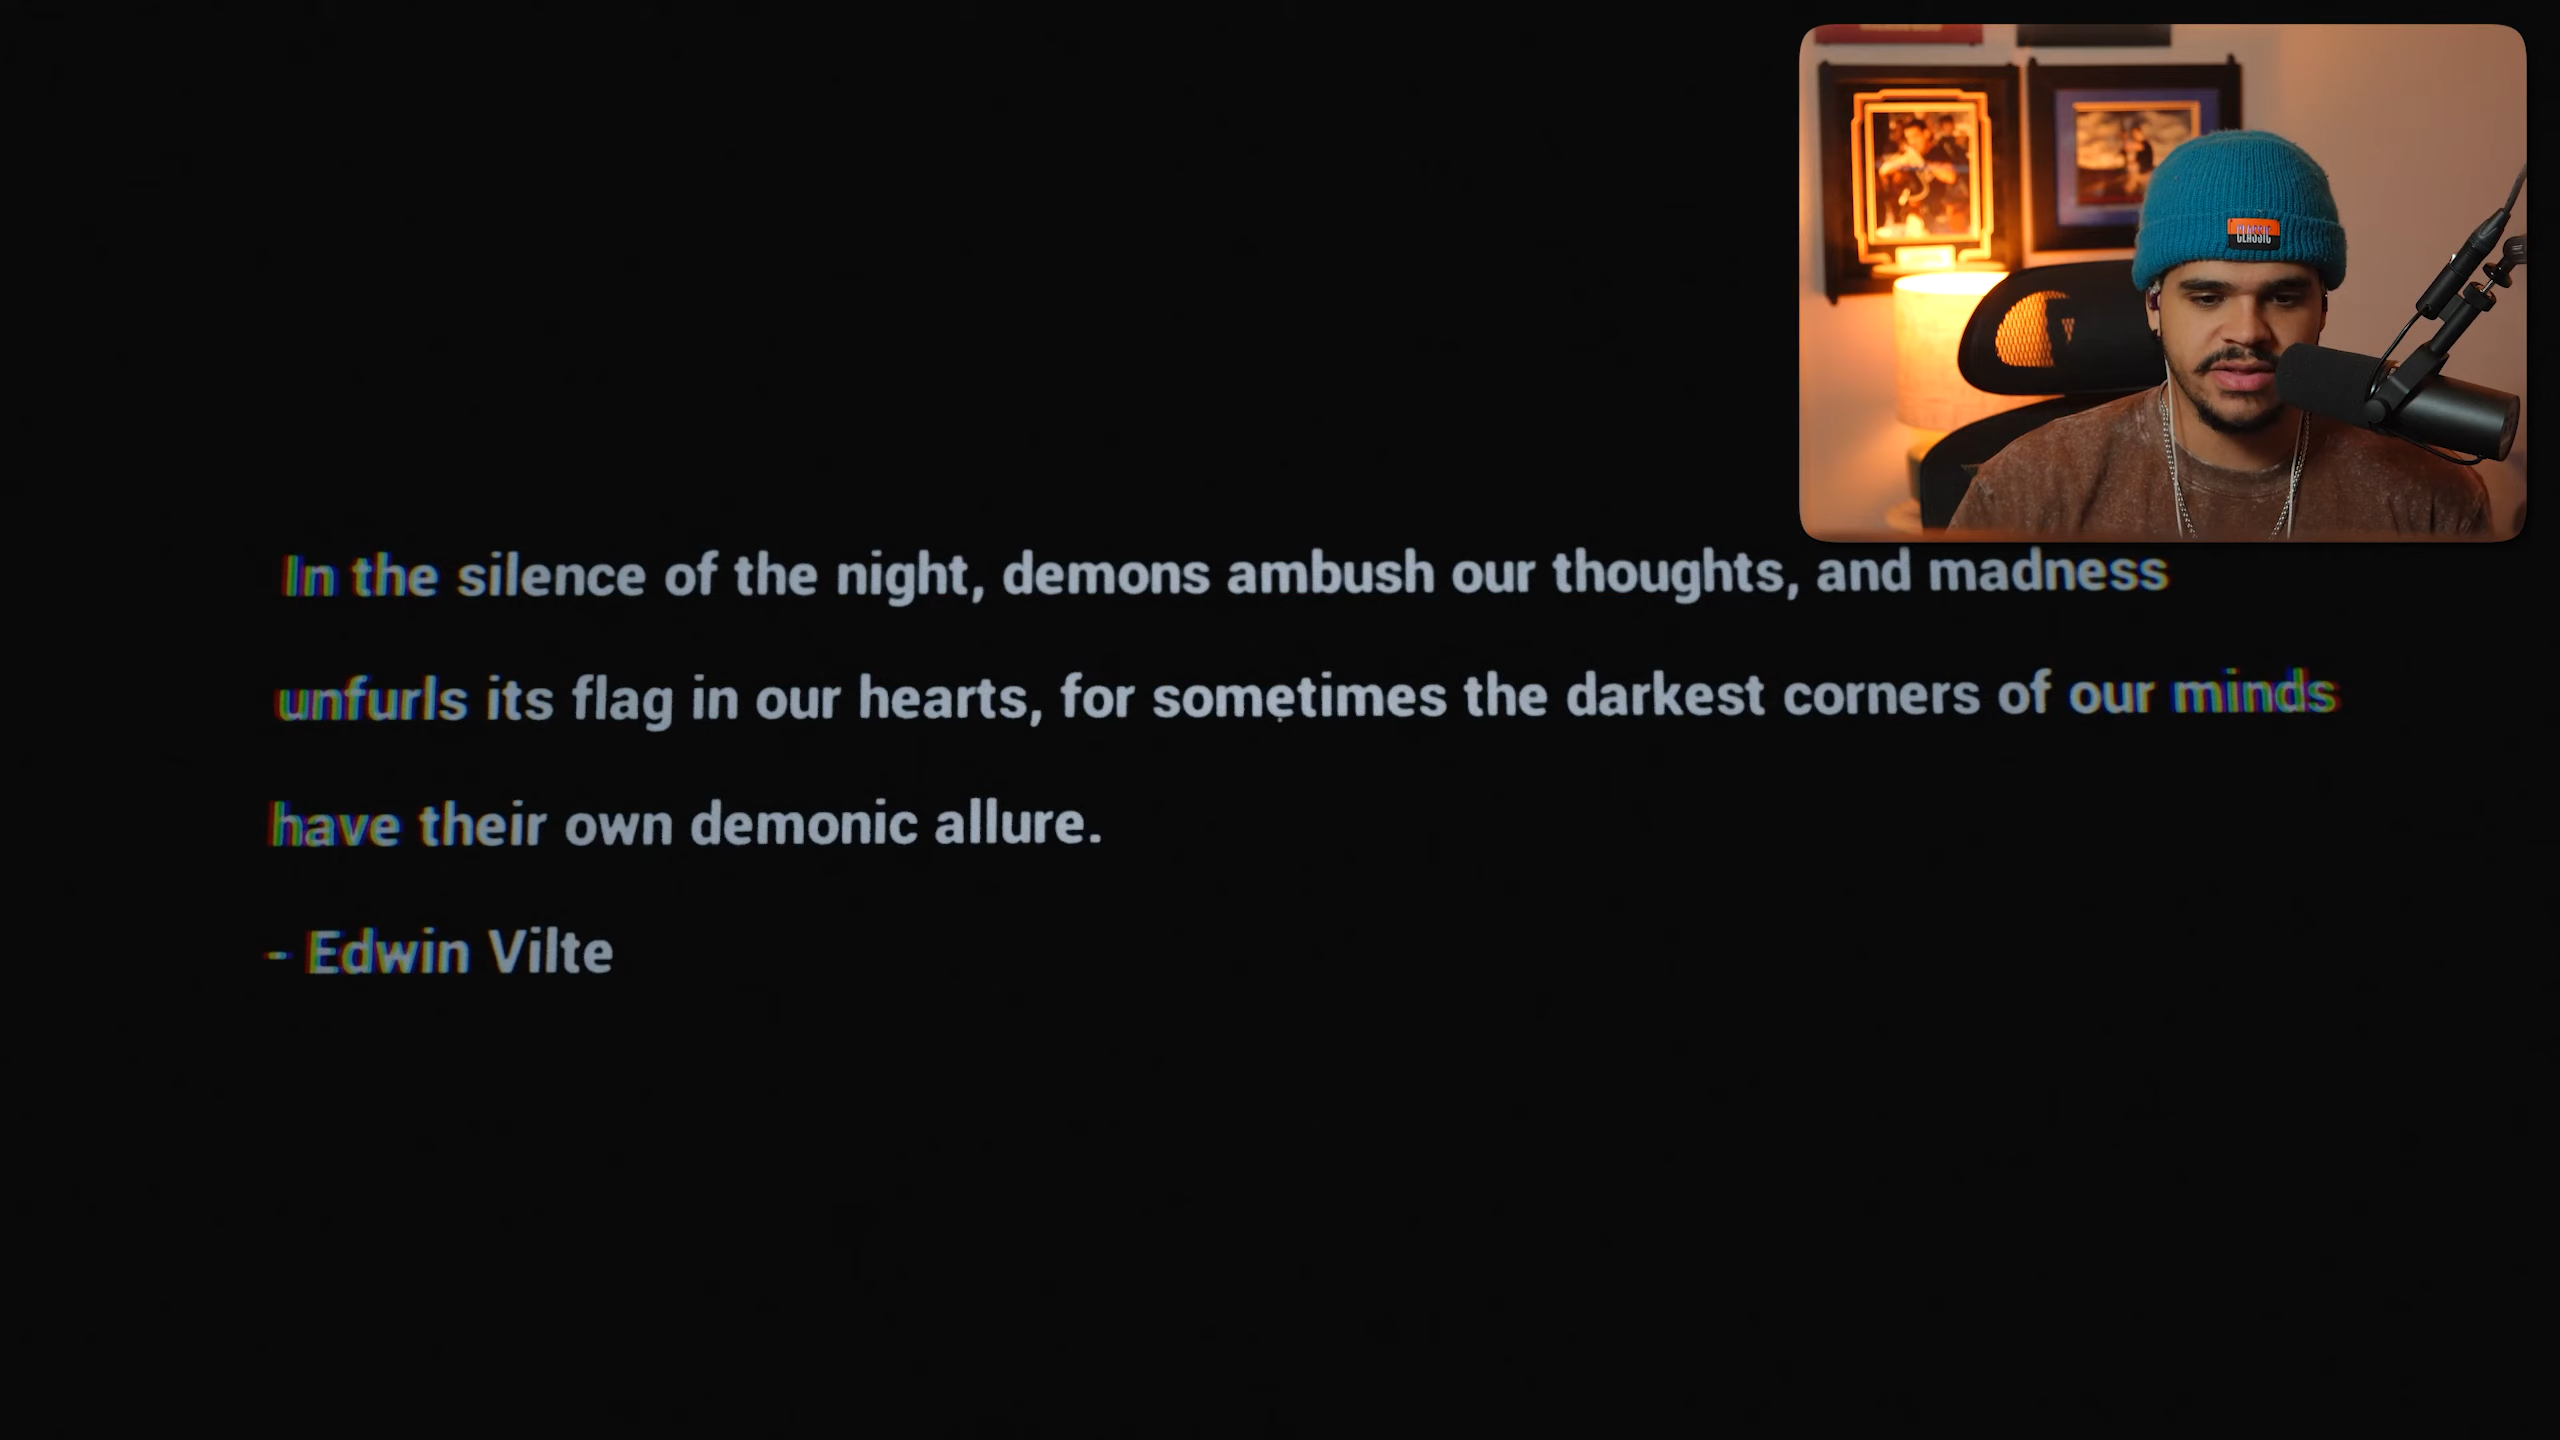 CLASSIC
In the silence of the night, demons ambush our thoughts, and madness
unfurls its flag in our hearts, for sometimes the darkest corners of our minds
have their own demonic allure.
- Edwin Vilte